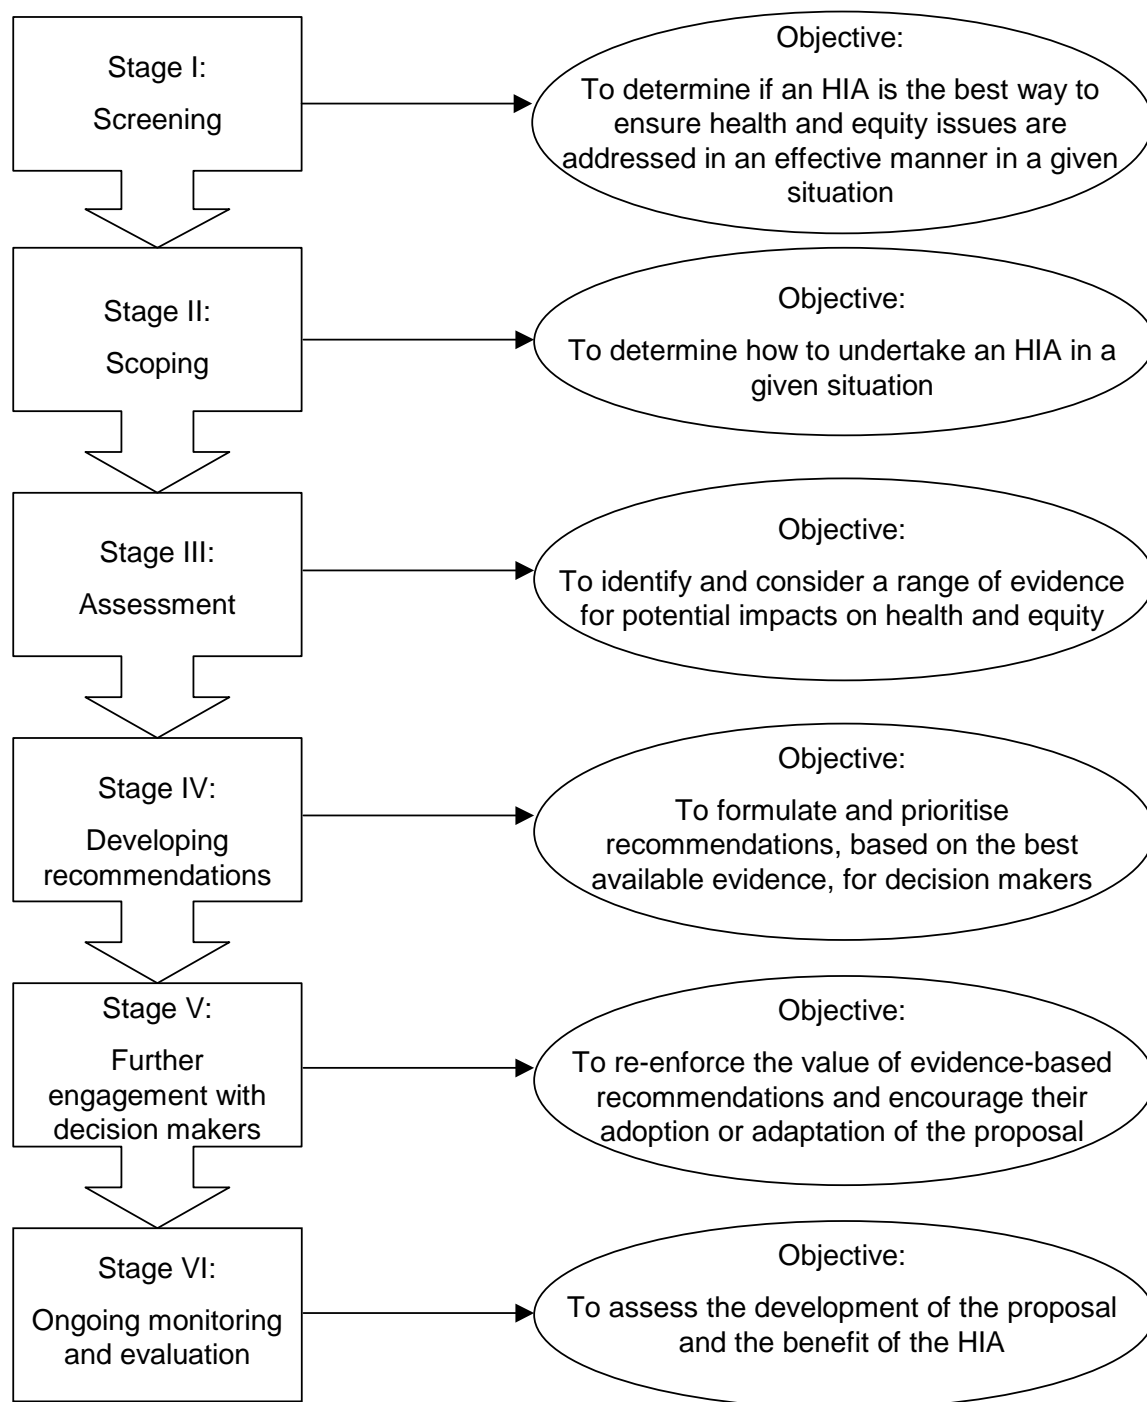 Stage I:
Screening
Objective:
To determine if an HIA is the best way to
ensure health and equity issues are
addressed in an effective manner in a given
situation
Stage II:
Scoping
Objective:
To determine how to undertake an HIA in a
given situation
Stage III:
Assessment
Objective:
To identify and consider a range of evidence
for potential impacts on health and equity
Stage IV:
Developing
recommendations
Objective:
To formulate and prioritise
recommendations, based on the best
available evidence, for decision makers
Stage V:
Further
engagement with
decision makers
Objective:
To re-enforce the value of evidence-based
recommendations and encourage their
adoption or adaptation of the proposal
Stage VI:
Ongoing monitoring
and evaluation
Objective:
To assess the development of the proposal
and the benefit of the HIA